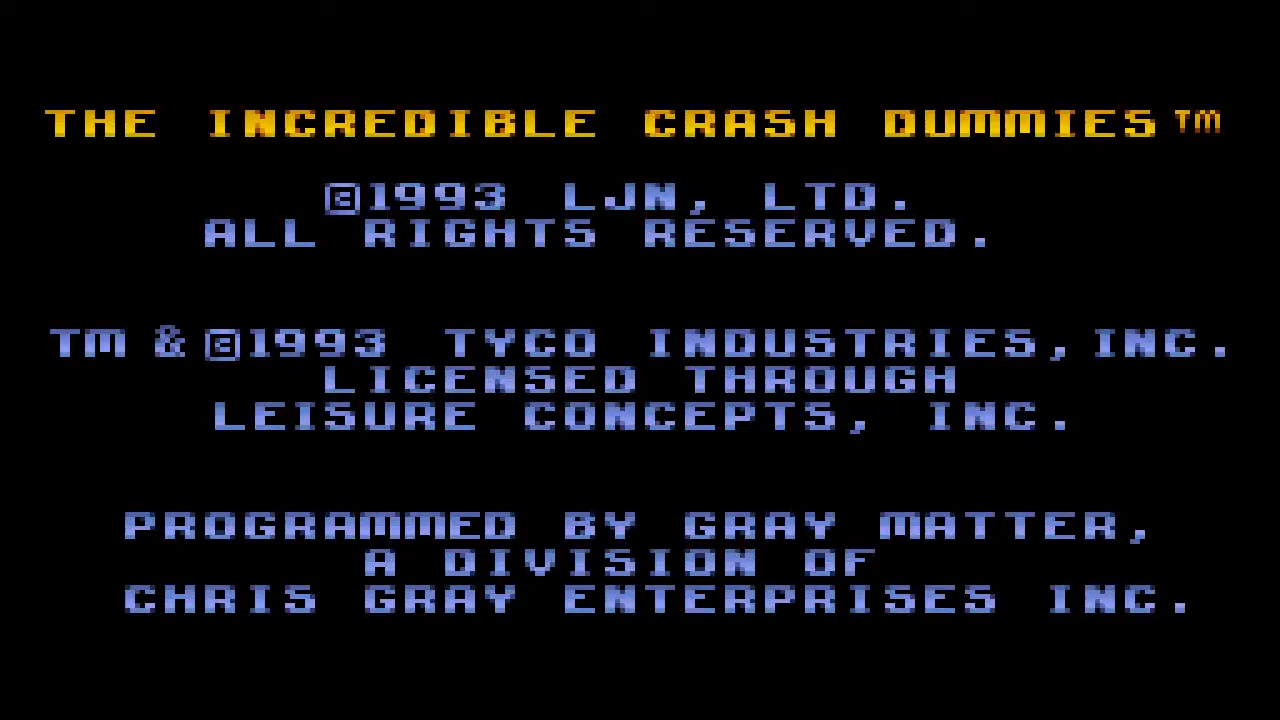 THE INCREDIBLE CRASH DUMMIES™
©1993 LJN, LTD.
ALL RIGHTS RESERVED.
TM & ©1993 TYCO INDUSTRIES,INC.
LICENSED THROUGH
LEISURE CONCEPTS, INC.
PROGRAMMED BY GRAY MATTER,
A DIVISION OF
CHRIS GRAY ENTERPRISES INC.